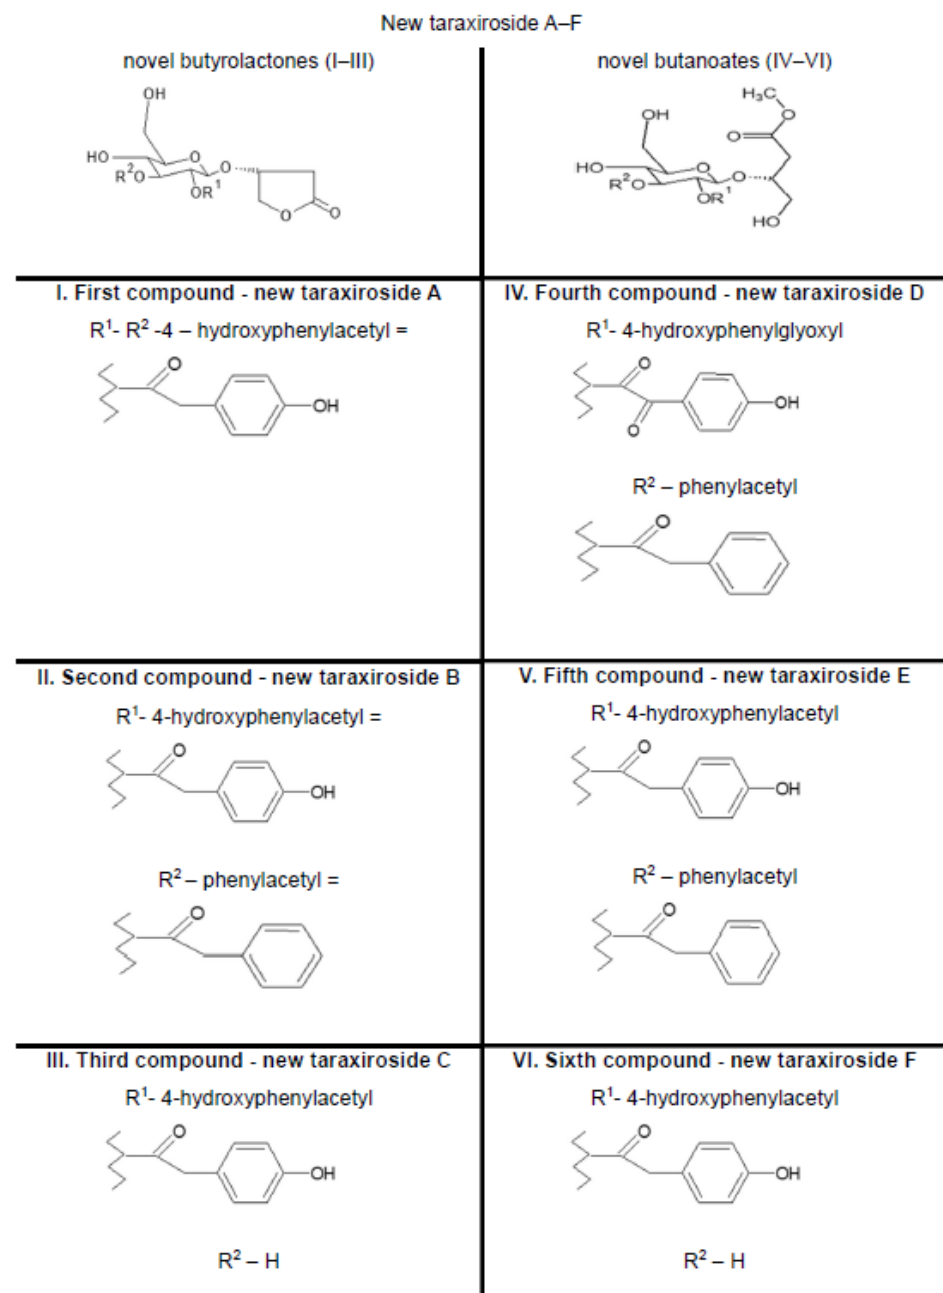 New taraxiroside A–F
novel butyrolactones (I–III)
OH
HO
R²O
O
O
OR¹
O
O
novel butanoates (IV–VI)
H₃C
O
O
OH
HO
R²O
O
O
OR¹
HO
I. First compound - new taraxiroside A
R¹- R² -4 – hydroxyphenylacetyl =
O
OH
IV. Fourth compound - new taraxiroside D
R¹- 4-hydroxyphenylglyoxyl
O
O
OH
R² – phenylacetyl
O
II. Second compound - new taraxiroside B
R¹- 4-hydroxyphenylacetyl =
O
OH
R² – phenylacetyl =
O
V. Fifth compound - new taraxiroside E
R¹- 4-hydroxyphenylacetyl
O
OH
R² – phenylacetyl
O
III. Third compound - new taraxiroside C
R¹- 4-hydroxyphenylacetyl
O
OH
R² – H
VI. Sixth compound - new taraxiroside F
R¹- 4-hydroxyphenylacetyl
O
OH
R² – H